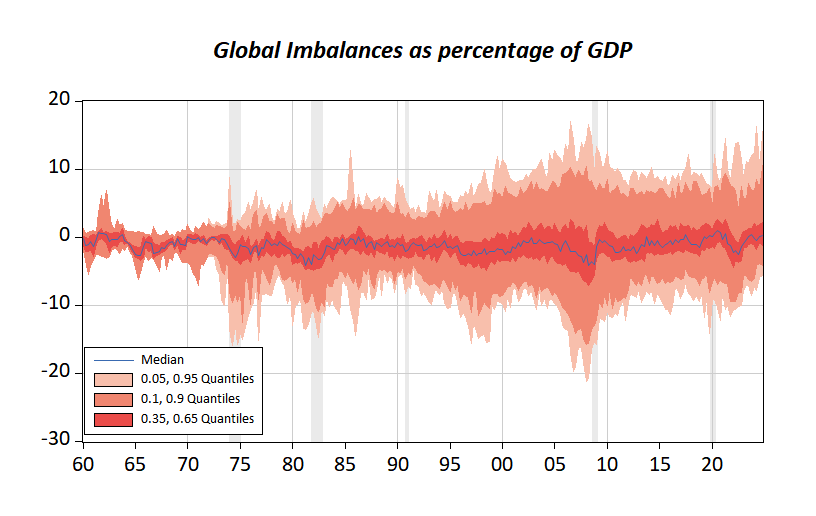 Global Imbalances as percentage of GDP
20
10
0
-10
-20
-30
Median
0.05, 0.95 Quantiles
0.1, 0.9 Quantiles
0.35, 0.65 Quantiles
60 65 70 75 80 85 90 95 00 05 10 15 20